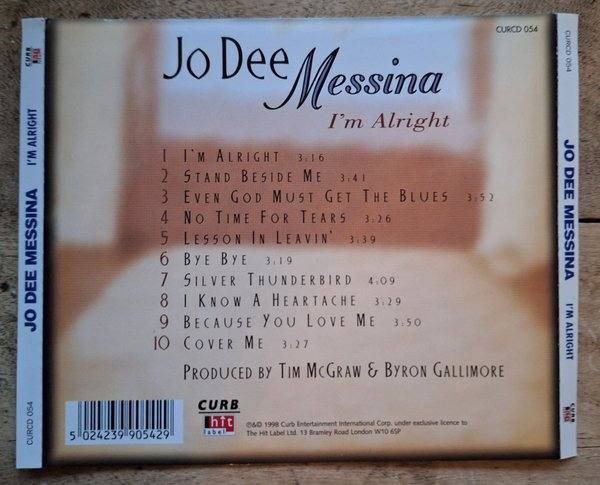 CURB
hit
I'M ALRIGHT
JO DEE MESSINA
CURCD 054
CURCD 054
Jo Dee Messina
I'm Alright
1 I'M ALRIGHT 3:16
2 STAND BESIDE ME 3:41
3 EVEN GOD MUST GET THE BLUES 3:52
4 NO TIME FOR TEARS 3:26
5 LESSON IN LEAVIN' 3:39
6 BYE BYE 3:19
7 SILVER THUNDERBIRD 4:09
8 I KNOW A HEARTACHE 3:29
9 BECAUSE YOU LOVE ME 3:50
10 COVER ME 3:27
PRODUCED BY TIM MCGRAW & BYRON GALLIMORE
5 024239 905429
CURB
hit
label
℗&© 1998 Curb Entertainment International Corp. under exclusive licence to
The Hit Label Ltd. 13 Bramley Road London W10 6SP
CURCD 054
JO DEE MESSINA
I'M ALRIGHT
CURB
hit